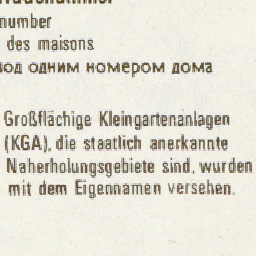 number
des maisons
под одним номером дома
Großflächige Kleingartenanlagen
(KGA), die staatlich anerkannte
Naherholungsgebiete sind, wurden
mit dem Eigennamen versehen.